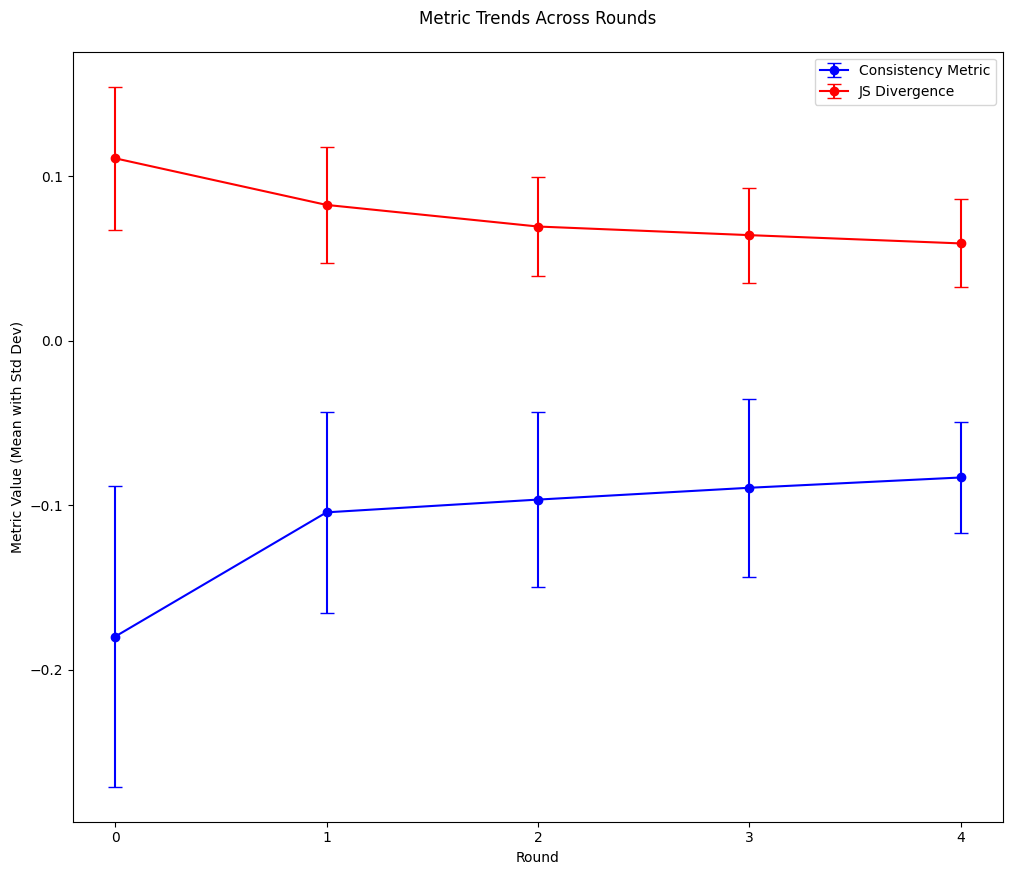 Metric Trends Across Rounds
Consistency Metric
JS Divergence
Metric Value (Mean with Std Dev)
0.1
0.0
−0.1
−0.2
0 1 2 3 4
Round